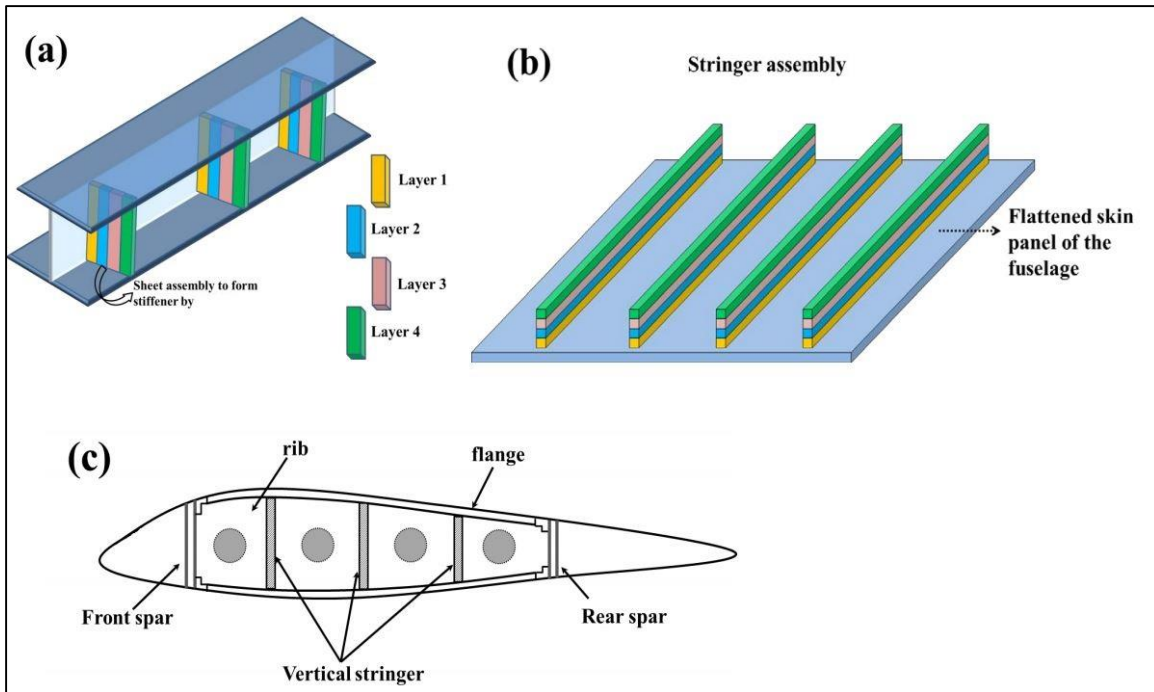 (a)
Layer 1
Layer 2
Layer 3
Layer 4
Sheet assembly to form
stiffener by
(b)
Stringer assembly
Flattened skin
panel of the
fuselage
(c)
rib
flange
Front spar
Vertical stringer
Rear spar